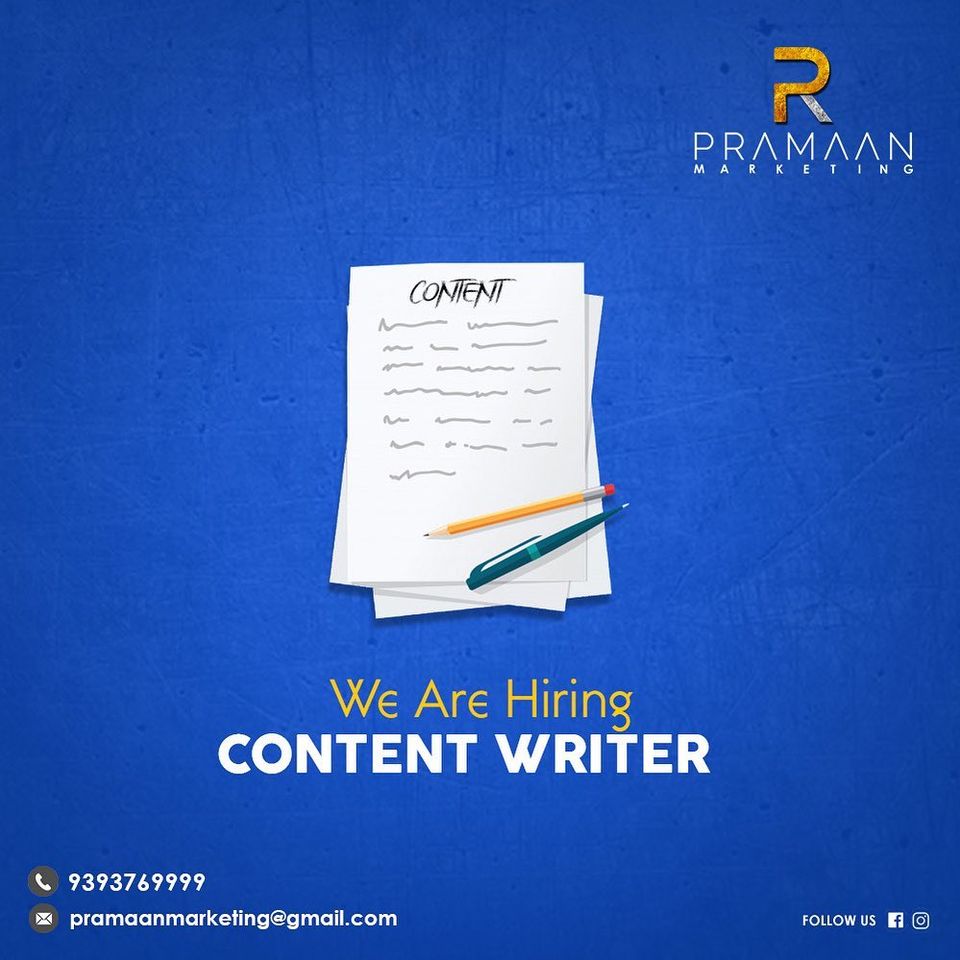 PRAMAAN
MARKETING
CONTENT
We Are Hiring
CONTENT WRITER
9393769999
pramaanmarketing@gmail.com
FOLLOW US